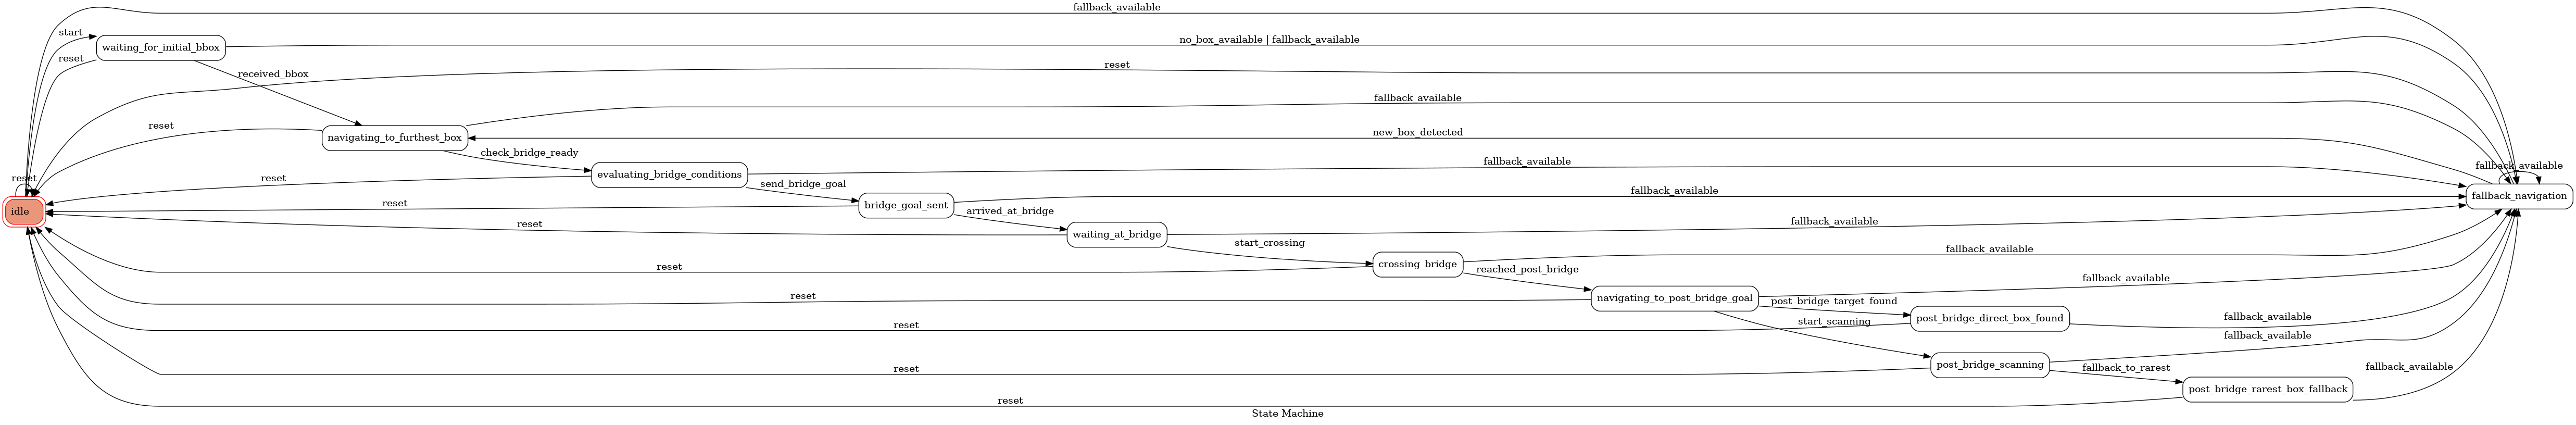 fallback_available
start
waiting_for_initial_bbox
no_box_available | fallback_available
reset
reset
received_bbox
fallback_available
reset
navigating_to_furthest_box
new_box_detected
check_bridge_ready
fallback_available
fallback_available
reset
evaluating_bridge_conditions
reset
send_bridge_goal
fallback_available
fallback_navigation
idle
reset
bridge_goal_sent
arrived_at_bridge
fallback_available
reset
waiting_at_bridge
start_crossing
fallback_available
reset
crossing_bridge
reached_post_bridge
fallback_available
reset
navigating_to_post_bridge_goal
post_bridge_target_found
post_bridge_direct_box_found
fallback_available
reset
start_scanning
fallback_available
reset
post_bridge_scanning
fallback_to_rarest
fallback_available
post_bridge_rarest_box_fallback
reset
State Machine